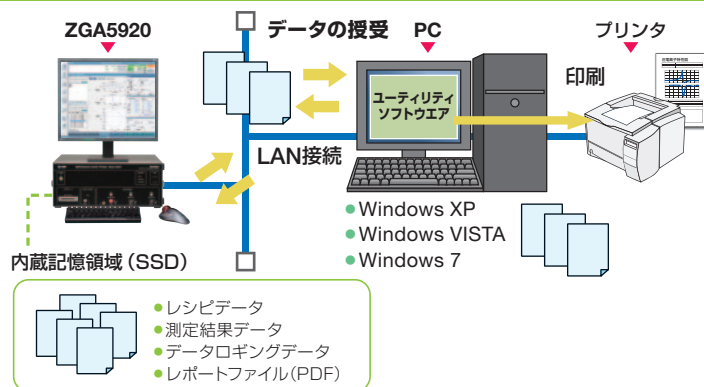 ZGA5920
データの授受
PC
プリンタ
ユーティリティ
ソフトウエア
印刷
LAN接続
●Windows XP
●Windows VISTA
●Windows 7
内蔵記憶領域（SSD）
●レシピデータ
●測定結果データ
●データロギングデータ
●レポートファイル（PDF）